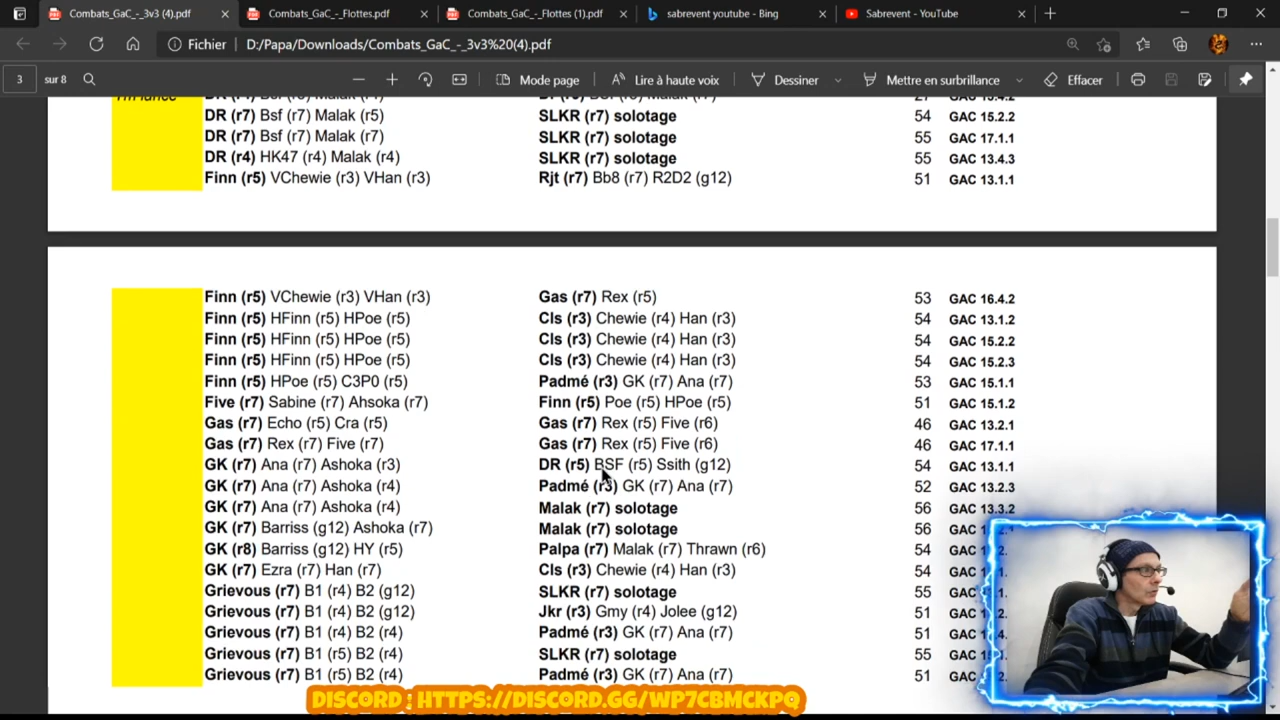 Combats_GaC_-_3v3 (4).pdf
Combats_GaC_-_Flottes.pdf
Combats_GaC_-_Flottes (1).pdf
sabrevent youtube - Bing
Sabrevent - YouTube
Fichier D:/Papa/Downloads/Combats_GaC_-_3v3%20(4).pdf
3 sur 8 Mode page Lire à haute voix Dessiner Mettre en surbrillance Effacer
DR (r7) Bsf (r7) Malak (r5) SLKR (r7) solotage 54 GAC 15.2.2
DR (r7) Bsf (r7) Malak (r7) SLKR (r7) solotage 55 GAC 17.1.1
DR (r4) HK47 (r4) Malak (r4) SLKR (r7) solotage 55 GAC 13.4.3
Finn (r5) VChewie (r3) VHan (r3) Rjt (r7) Bb8 (r7) R2D2 (g12) 51 GAC 13.1.1
Finn (r5) VChewie (r3) VHan (r3) Gas (r7) Rex (r5) 53 GAC 16.4.2
Finn (r5) HFinn (r5) HPoe (r5) Cls (r3) Chewie (r4) Han (r3) 54 GAC 13.1.2
Finn (r5) HFinn (r5) HPoe (r5) Cls (r3) Chewie (r4) Han (r3) 54 GAC 15.2.2
Finn (r5) HFinn (r5) HPoe (r5) Cls (r3) Chewie (r4) Han (r3) 54 GAC 15.2.3
Finn (r5) HPoe (r5) C3P0 (r5) Padmé (r3) GK (r7) Ana (r7) 53 GAC 15.1.1
Five (r7) Sabine (r7) Ahsoka (r7) Finn (r5) Poe (r5) HPoe (r5) 51 GAC 15.1.2
Gas (r7) Echo (r5) Cra (r5) Gas (r7) Rex (r5) Five (r6) 46 GAC 13.2.1
Gas (r7) Rex (r7) Five (r7) Gas (r7) Rex (r5) Five (r6) 46 GAC 17.1.1
GK (r7) Ana (r7) Ashoka (r3) DR (r5) BSF (r5) Ssith (g12) 54 GAC 13.1.1
GK (r7) Ana (r7) Ashoka (r4) Padmé (r3) GK (r7) Ana (r7) 52 GAC 13.2.3
GK (r7) Ana (r7) Ashoka (r4) Malak (r7) solotage 56 GAC 13.3.2
GK (r7) Barriss (g12) Ashoka (r7) Malak (r7) solotage 56 GAC
GK (r8) Barriss (g12) HY (r5) Palpa (r7) Malak (r7) Thrawn (r6) 54 GAC
GK (r7) Ezra (r7) Han (r7) Cls (r3) Chewie (r4) Han (r3) 54 GAC
Grievous (r7) B1 (r4) B2 (g12) SLKR (r7) solotage 55 GAC
Grievous (r7) B1 (r4) B2 (g12) Jkr (r3) Gmy (r4) Jolee (g12) 51 GAC
Grievous (r7) B1 (r4) B2 (r4) Padmé (r3) GK (r7) Ana (r7) 51 GAC
Grievous (r7) B1 (r5) B2 (r4) SLKR (r7) solotage 55 GAC
Grievous (r7) B1 (r5) B2 (r4) Padmé (r3) GK (r7) Ana (r7) 51 GAC
DISCORD : HTTPS://DISCORD.GG/WP7CBMCKPQ